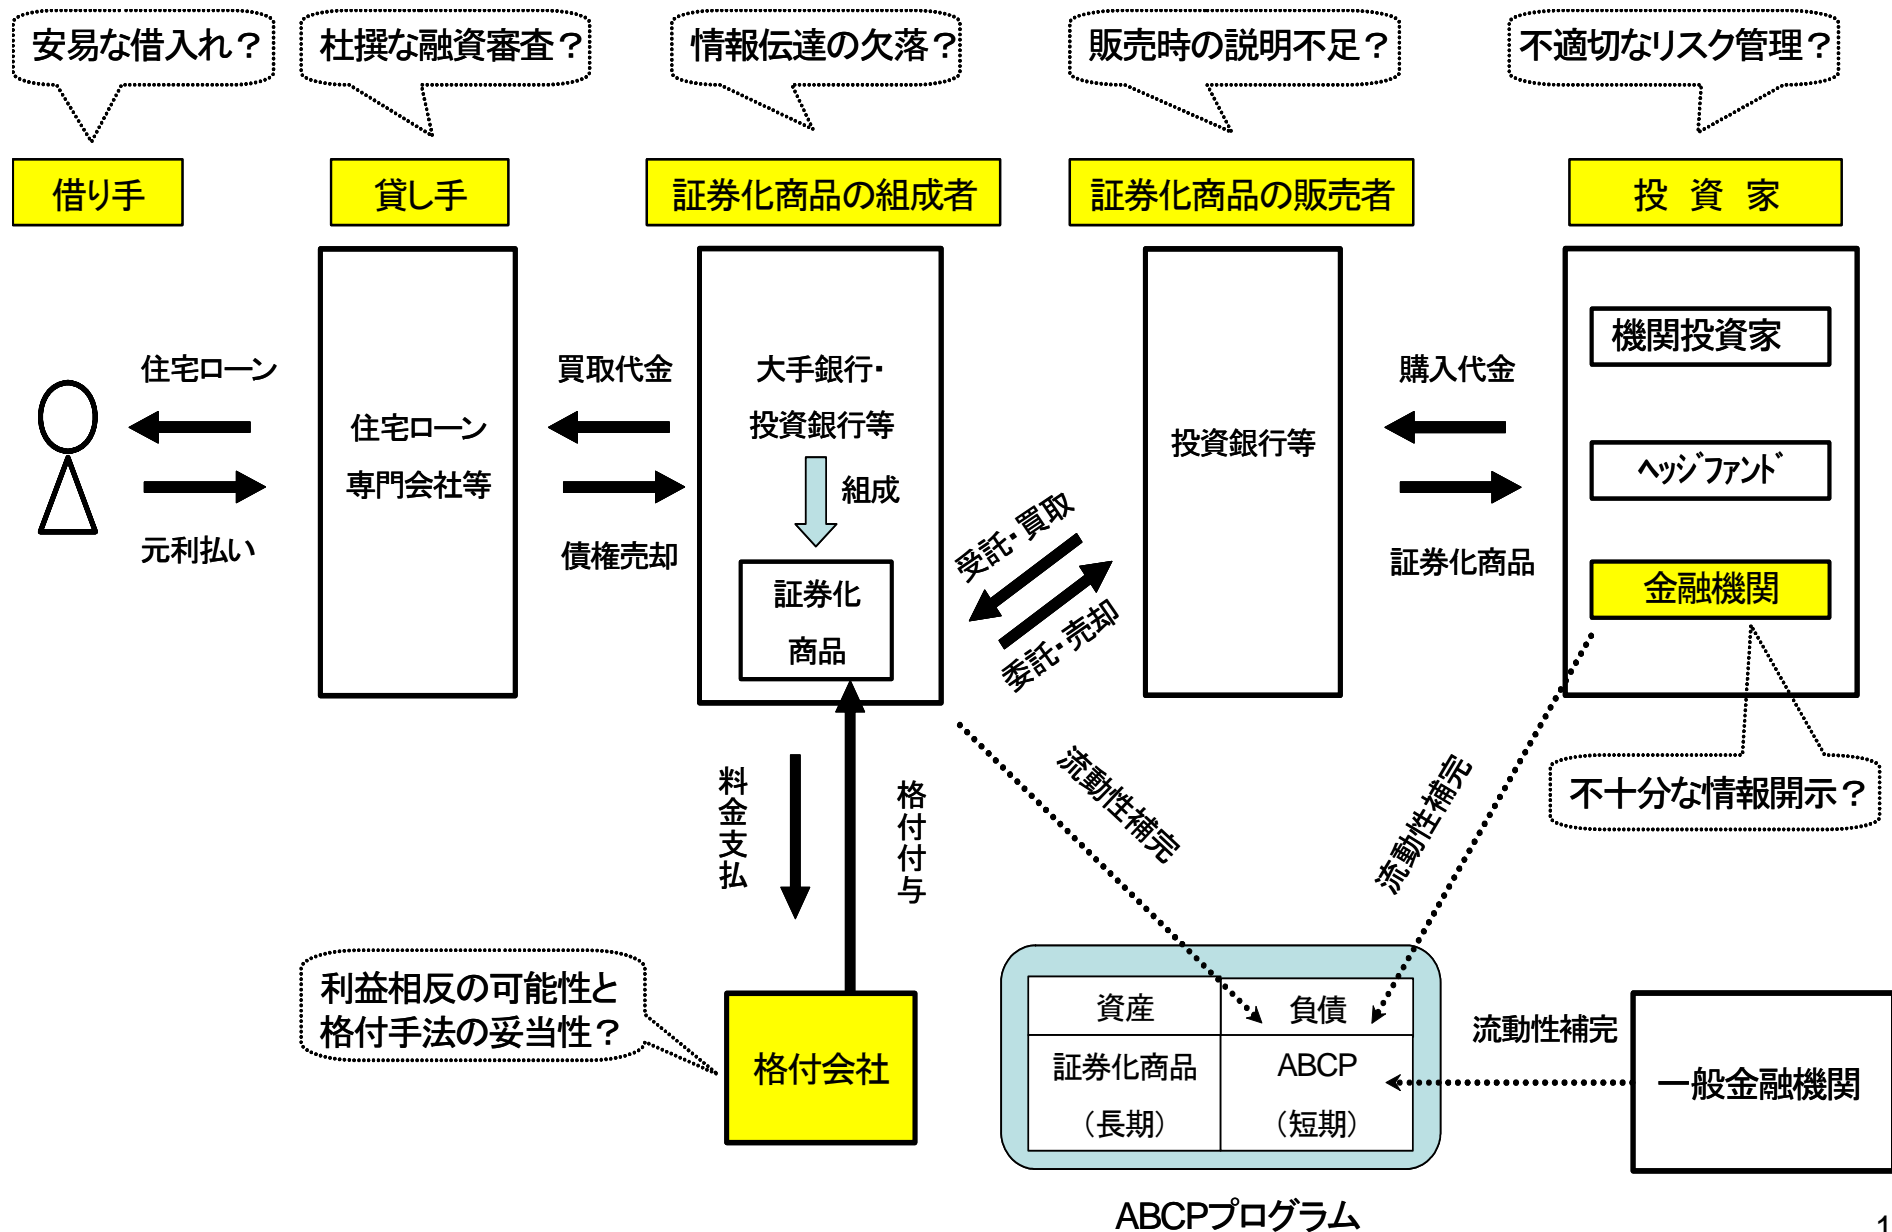 安易な借入れ？
杜撰な融資審査？
情報伝達の欠落？
販売時の説明不足？
不適切なリスク管理？
借り手
貸し手
証券化商品の組成者
証券化商品の販売者
投 資 家
住宅ローン
元利払い
住宅ローン
専門会社等
買取代金
債権売却
大手銀行・
投資銀行等
組成
証券化
商品
受託・買取
委託・売却
投資銀行等
購入代金
証券化商品
機関投資家
ﾍｯｼﾞﾌｧﾝﾄﾞ
金融機関
不十分な情報開示？
料金支払
格付付与
流動性補完
流動性補完
利益相反の可能性と
格付手法の妥当性？
格付会社
資産
負債
証券化商品
（長期）
ABCP
（短期）
流動性補完
一般金融機関
ABCPプログラム
1